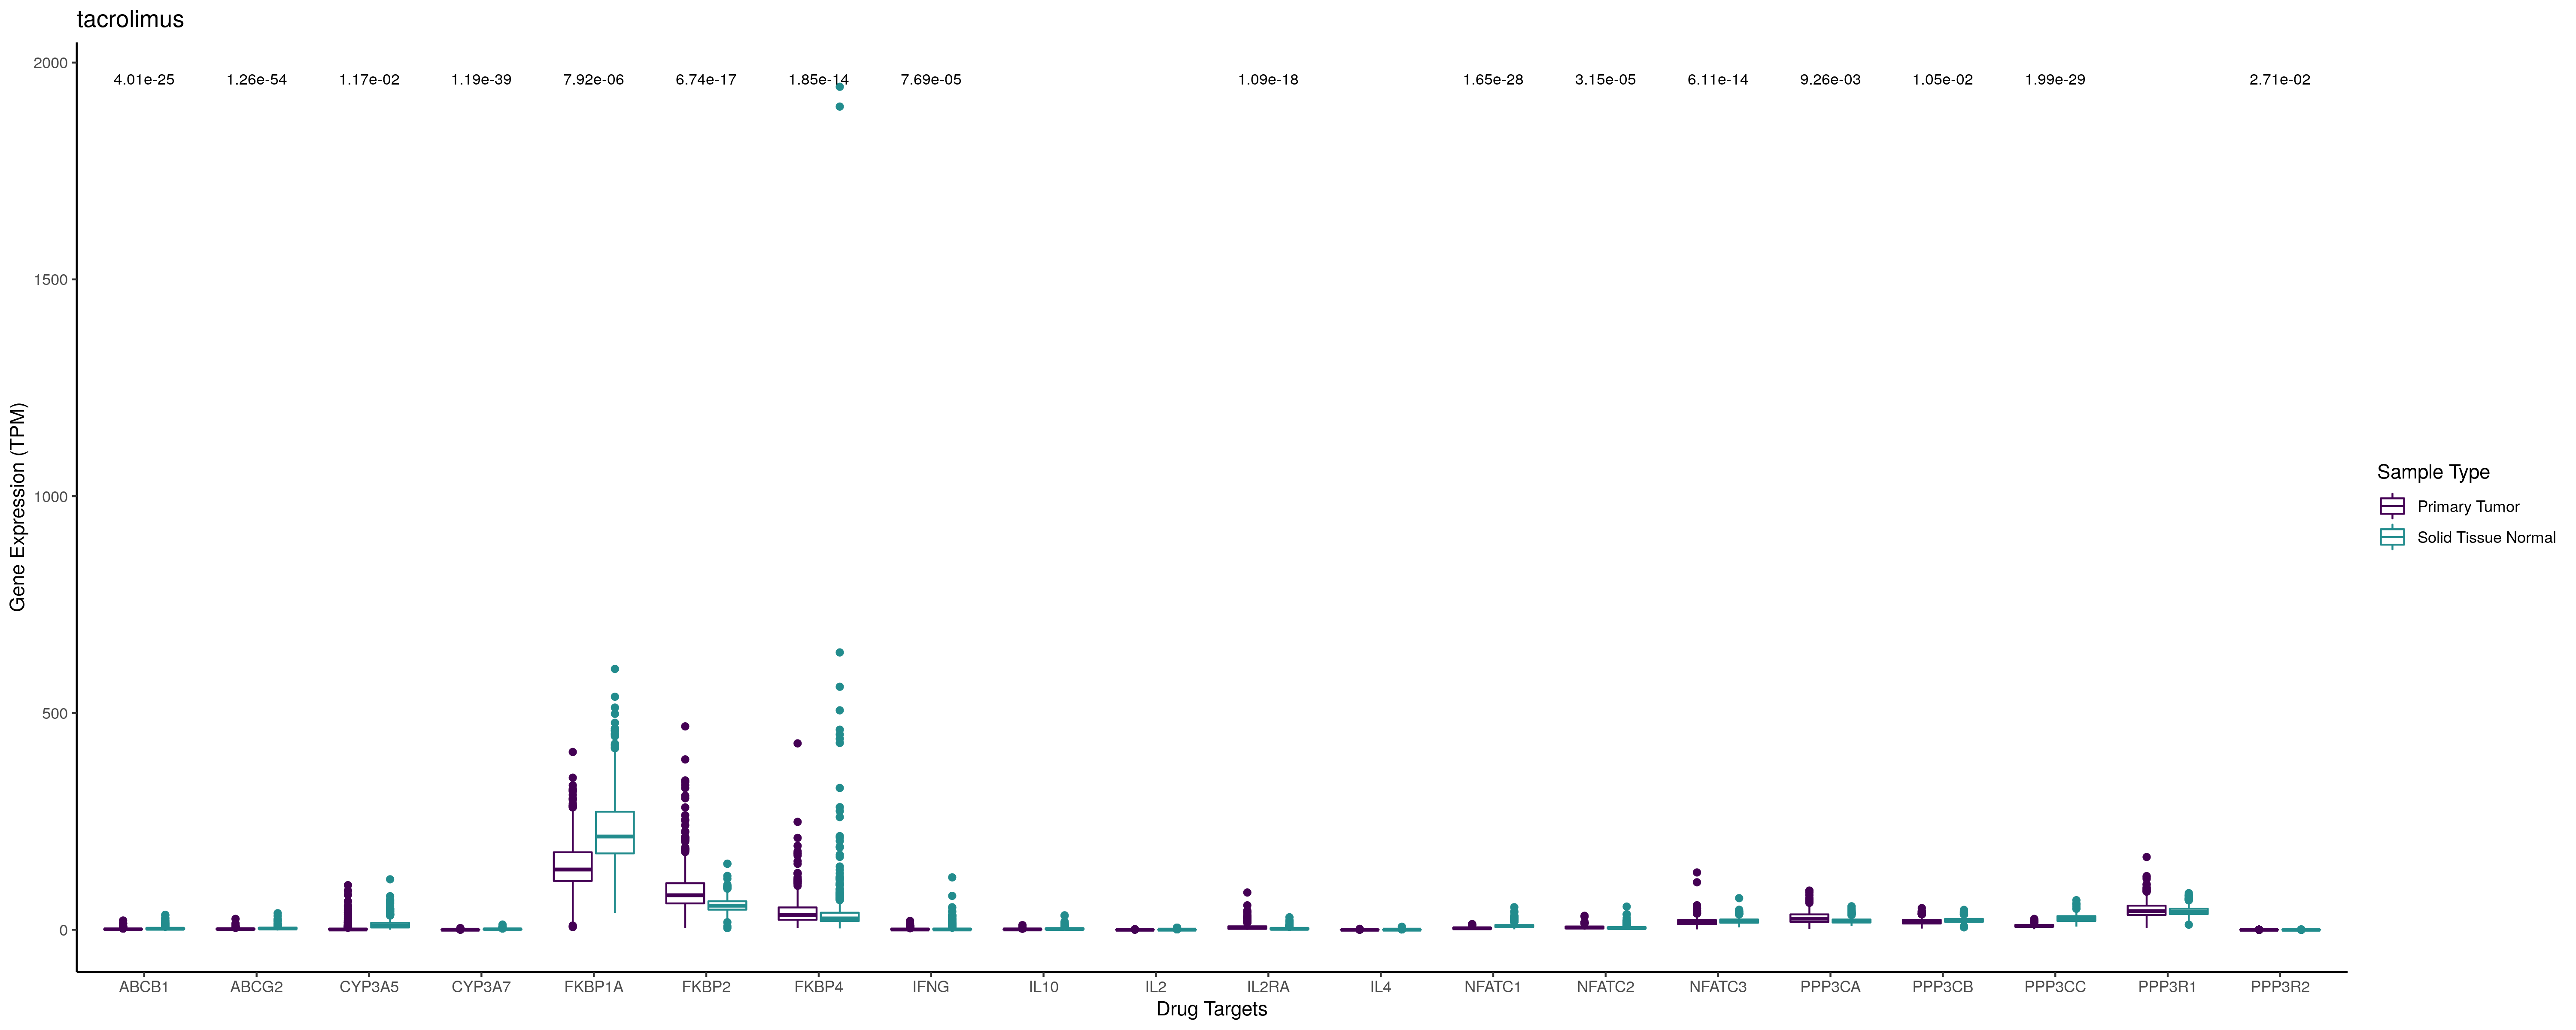 tacrolimus
2000
1500
1000
500
0
Gene Expression (TPM)
4.01e-25 1.26e-54 1.17e-02 1.19e-39 7.92e-06 6.74e-17 1.85e-14 7.69e-05 1.09e-18 1.65e-28 3.15e-05 6.11e-14 9.26e-03 1.05e-02 1.99e-29 2.71e-02
Sample Type
Primary Tumor
Solid Tissue Normal
ABCB1 ABCG2 CYP3A5 CYP3A7 FKBP1A FKBP2 FKBP4 IFNG IL10 IL2 IL2RA IL4 NFATC1 NFATC2 NFATC3 PPP3CA PPP3CB PPP3CC PPP3R1 PPP3R2
Drug Targets